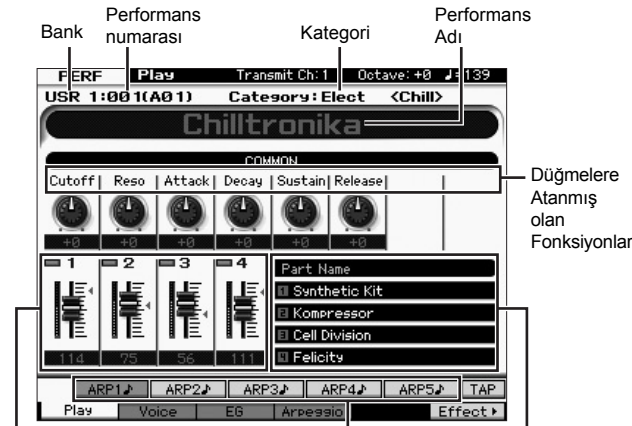 Bank
Performans numarası
Kategori
Performans Adı
PERF Play Transmit Ch: 1 Octave: +0 ♩=139
USR 1:001(A01) Category:Elect <Chill>
Chilltronika
COMMON
Cutoff Reso Attack Decay Sustain Release
+0 +0 +0 +0 +0 +0
Düğmelere
Atanmış
olan
Fonksiyonlar
1 2 3 4
114 75 56 111
Part Name
1 Synthetic Kit
2 Kompressor
3 Cell Division
4 Felicity
ARP1♪ ARP2♪ ARP3♪ ARP4♪ ARP5♪ TAP
Play Voice EG Arpeggio Effect